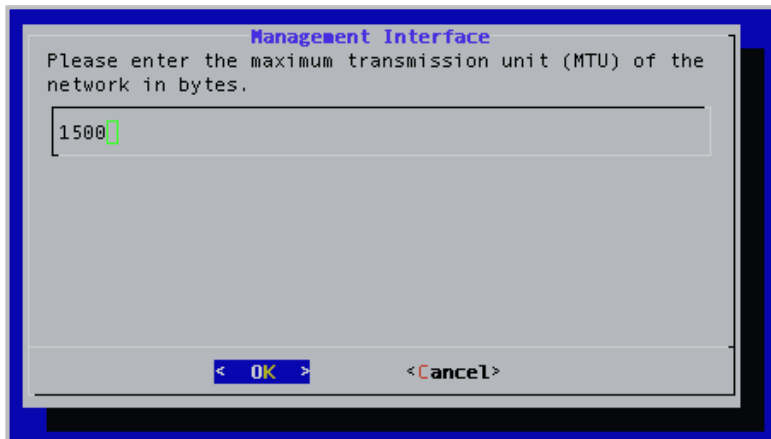 Management Interface
Please enter the maximum transmission unit (MTU) of the
network in bytes.
1500
< OK > <Cancel>